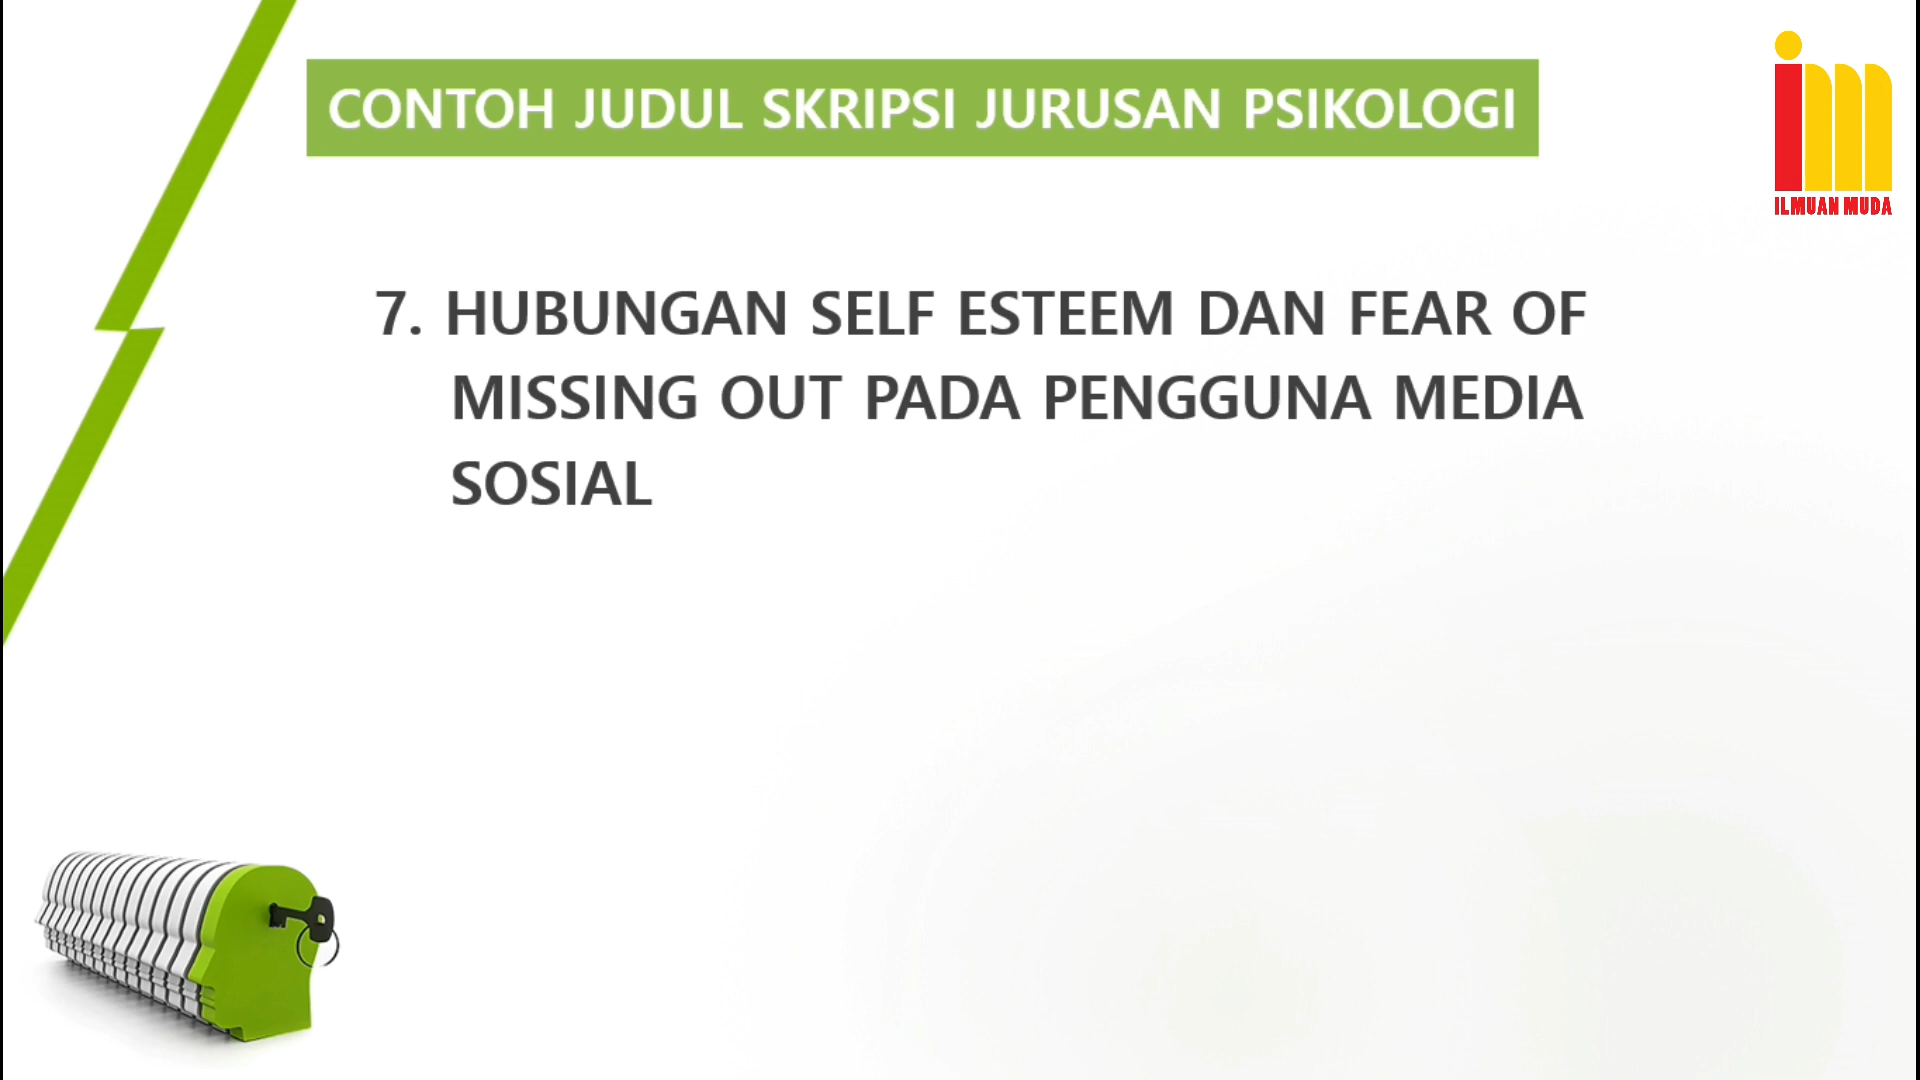 CONTOH JUDUL SKRIPSI JURUSAN PSIKOLOGI
ILMUAN MUDA
7. HUBUNGAN SELF ESTEEM DAN FEAR OF
MISSING OUT PADA PENGGUNA MEDIA
SOSIAL